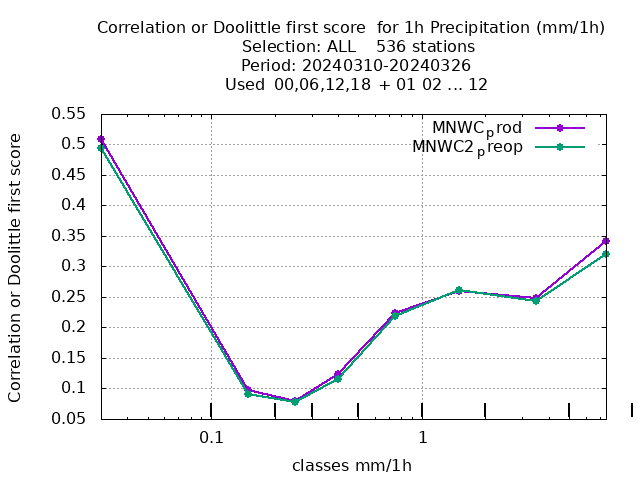 Correlation or Doolittle first score  for 1h Precipitation (mm/1h)
Selection: ALL    536 stations
Period: 20240310-20240326
Used  00,06,12,18  + 01 02 ... 12
Correlation or Doolittle first score
0.55
0.5
0.45
0.4
0.35
0.3
0.25
0.2
0.15
0.1
0.05
MNWCprod
MNWC2preop
0.1
1
classes mm/1h